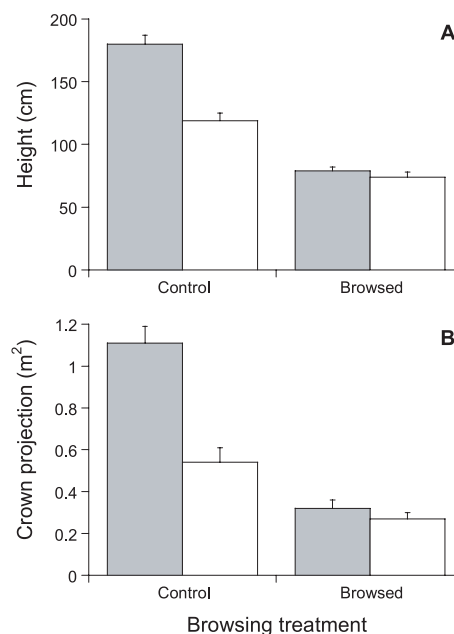 A
200
150
100
50
0
Height (cm)
Control Browsed
B
1.2
1
0.8
0.6
0.4
0.2
0
Crown projection (m²)
Control Browsed
Browsing treatment